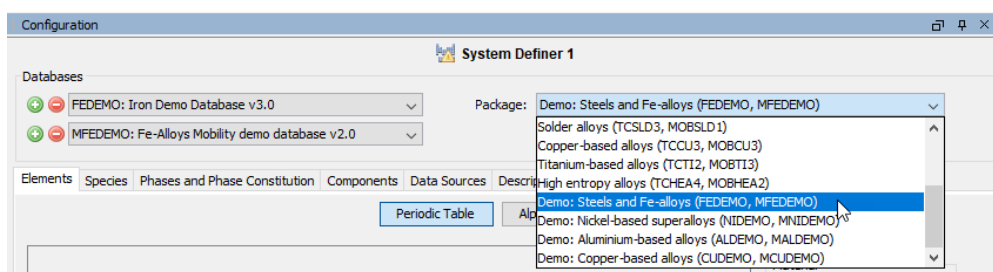 Configuration
System Definer 1
Databases
FEDEMO: Iron Demo Database v3.0
Package: Demo: Steels and Fe-alloys (FEDEMO, MFEDEMO)
MFEDEMO: Fe-Alloys Mobility demo database v2.0
Solder alloys (TCSLD3, MOBSLD1)
Copper-based alloys (TCCU3, MOBCU3)
Titanium-based alloys (TCTI2, MOBTI3)
High entropy alloys (TCHEA4, MOBHEA2)
Demo: Steels and Fe-alloys (FEDEMO, MFEDEMO)
Demo: Nickel-based superalloys (NIDEMO, MNIDEMO)
Demo: Aluminium-based alloys (ALDEMO, MALDEMO)
Demo: Copper-based alloys (CUDEMO, MCUDEMO)
Elements Species Phases and Phase Constitution Components Data Sources Descri
Periodic Table Alp